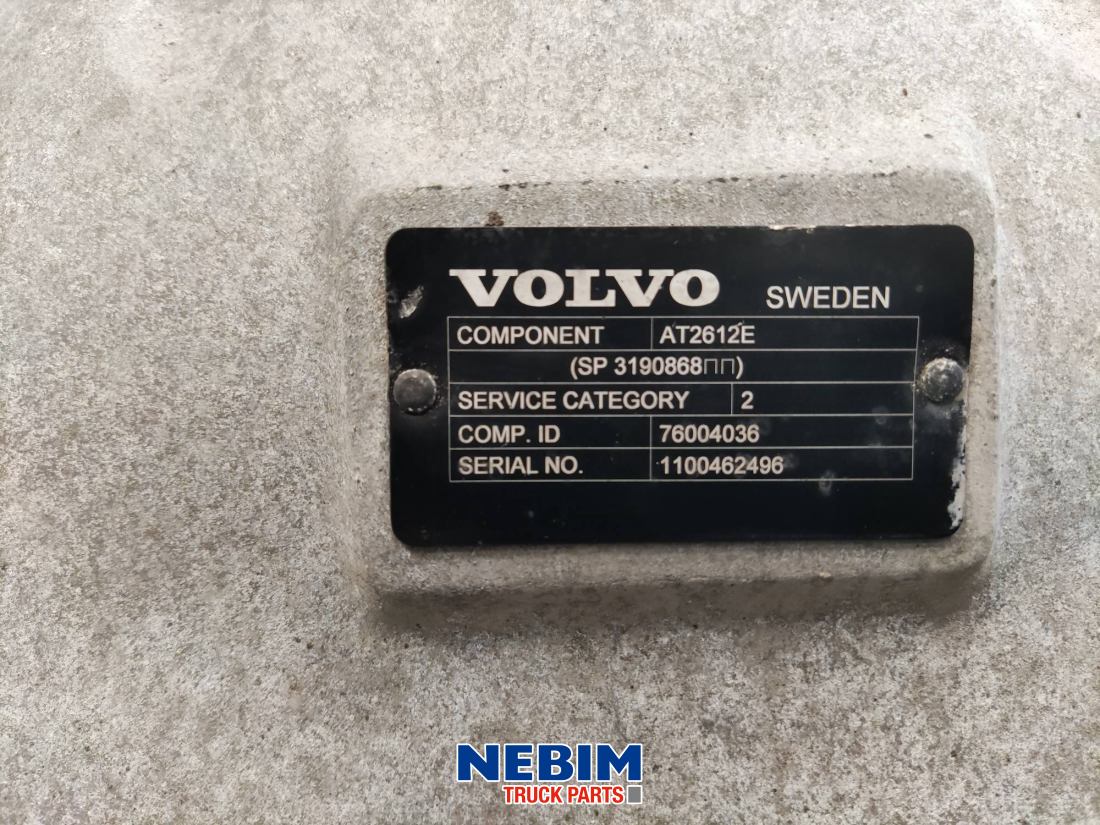 VOLVO SWEDEN
COMPONENT AT2612E
(SP 3190868⊓⊓)
SERVICE CATEGORY 2
COMP. ID 76004036
SERIAL NO. 1100462496
NEBIM
TRUCK PARTS